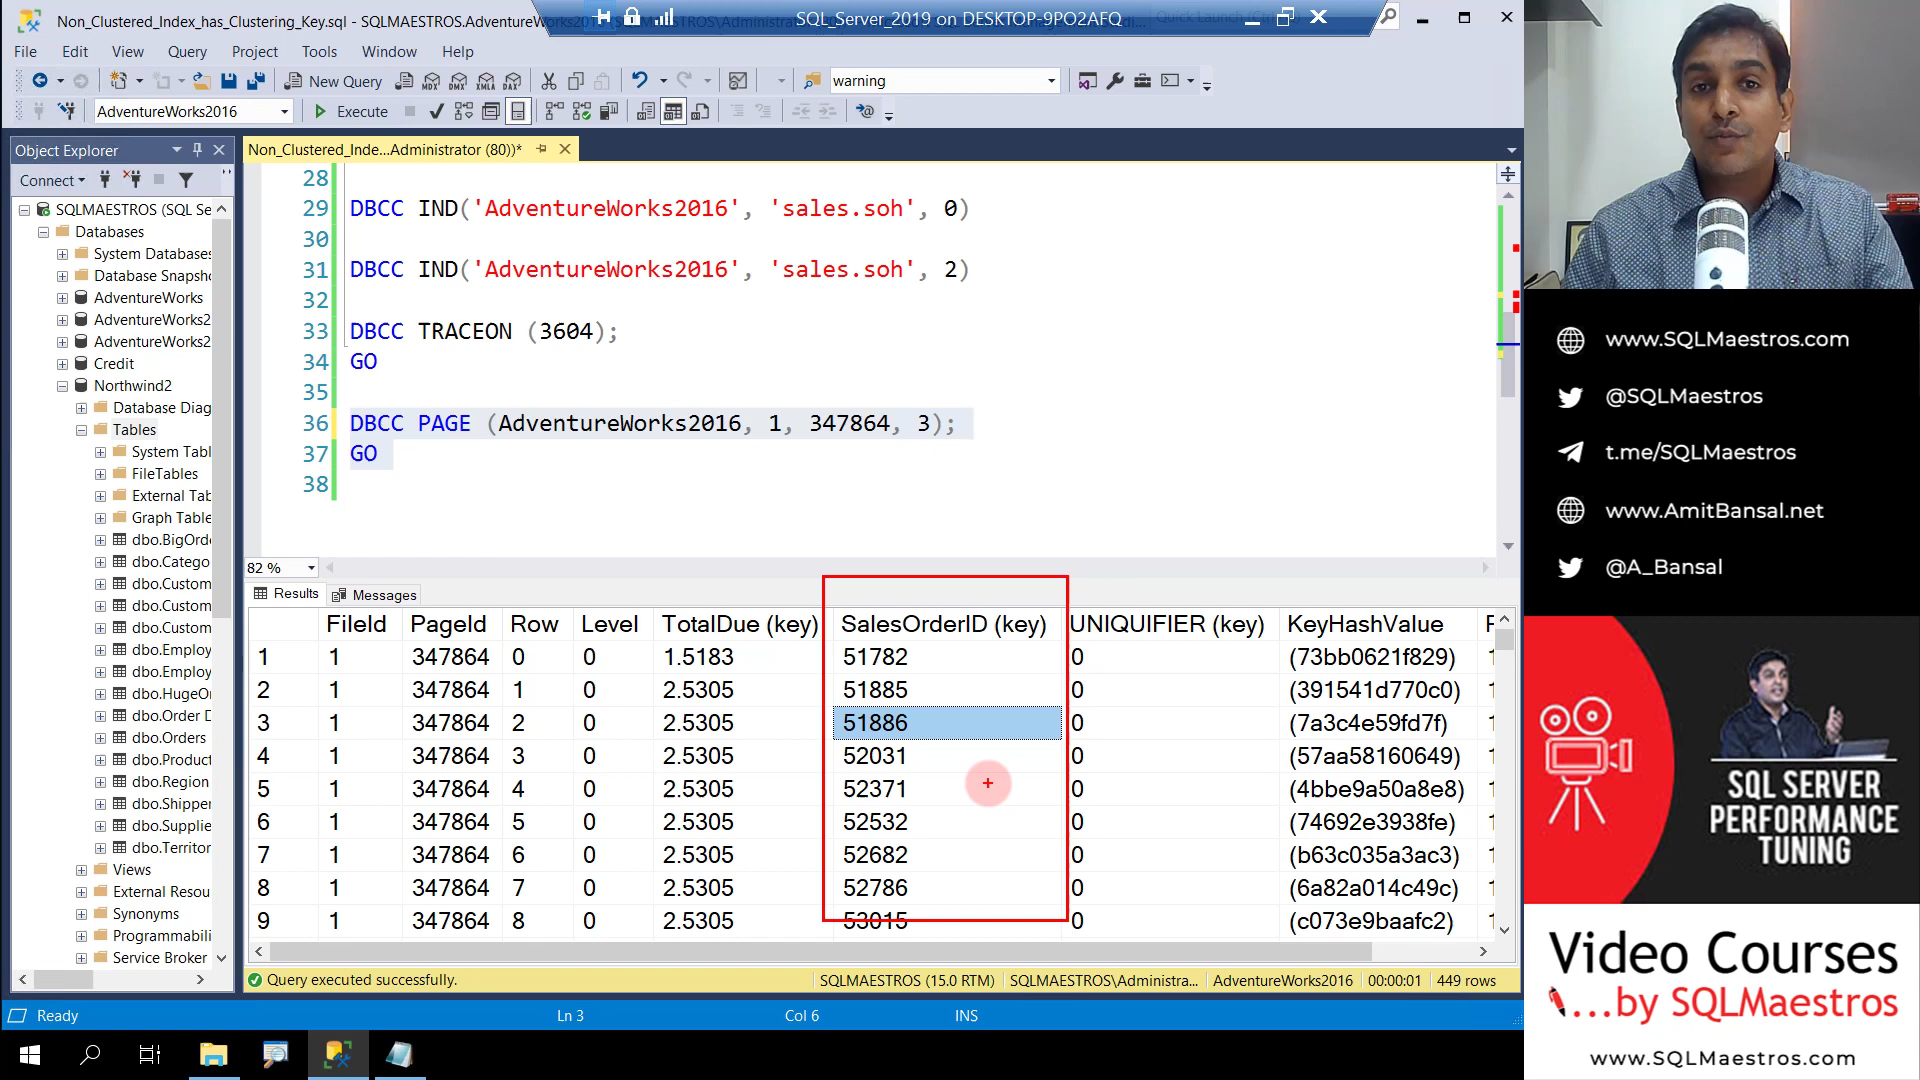 Non_Clustered_Index_has_Clustering_Key.sql - SQLMAESTROS.AdventureWo
SQL_Server_2019 on DESKTOP-9PO2AFQ
File Edit View Query Project Tools Window Help
New Query
MDX DMX XMLA DAX
warning
AdventureWorks2016
Execute
Object Explorer
Non_Clustered_Inde...Administrator (80))*
Connect
SQLMAESTROS (SQL Se
Databases
System Databases
Database Snapsho
AdventureWorks
AdventureWorks2
AdventureWorks2
Credit
Northwind2
Database Diag
Tables
System Tabl
FileTables
External Tab
Graph Table
dbo.BigOrde
dbo.Catego
dbo.Custom
dbo.Custom
dbo.Custom
dbo.Employ
dbo.Employ
dbo.HugeOr
dbo.Order D
dbo.Orders
dbo.Product
dbo.Region
dbo.Shipper
dbo.Supplie
dbo.Territor
Views
External Resou
Synonyms
Programmabili
Service Broker
28
29 DBCC IND('AdventureWorks2016', 'sales.soh', 0)
30
31 DBCC IND('AdventureWorks2016', 'sales.soh', 2)
32
33 DBCC TRACEON (3604);
34 GO
35
36 DBCC PAGE (AdventureWorks2016, 1, 347864, 3);
37 GO
38
82 %
Results Messages
FileId PageId Row Level TotalDue (key) SalesOrderID (key) UNIQUIFIER (key) KeyHashValue
1 1 347864 0 0 1.5183 51782 0 (73bb0621f829)
2 1 347864 1 0 2.5305 51885 0 (391541d770c0)
3 1 347864 2 0 2.5305 51886 0 (7a3c4e59fd7f)
4 1 347864 3 0 2.5305 52031 0 (57aa58160649)
5 1 347864 4 0 2.5305 52371 0 (4bbe9a50a8e8)
6 1 347864 5 0 2.5305 52532 0 (74692e3938fe)
7 1 347864 6 0 2.5305 52682 0 (b63c035a3ac3)
8 1 347864 7 0 2.5305 52786 0 (6a82a014c49c)
9 1 347864 8 0 2.5305 53015 0 (c073e9baafc2)
Query executed successfully.
SQLMAESTROS (15.0 RTM) SQLMAESTROS\Administra... AdventureWorks2016 00:00:01 449 rows
Ready Ln 3 Col 6 INS
www.SQLMaestros.com
@SQLMaestros
t.me/SQLMaestros
www.AmitBansal.net
@A_Bansal
SQL SERVER
PERFORMANCE
TUNING
Video Courses
...by SQLMaestros
www.SQLMaestros.com